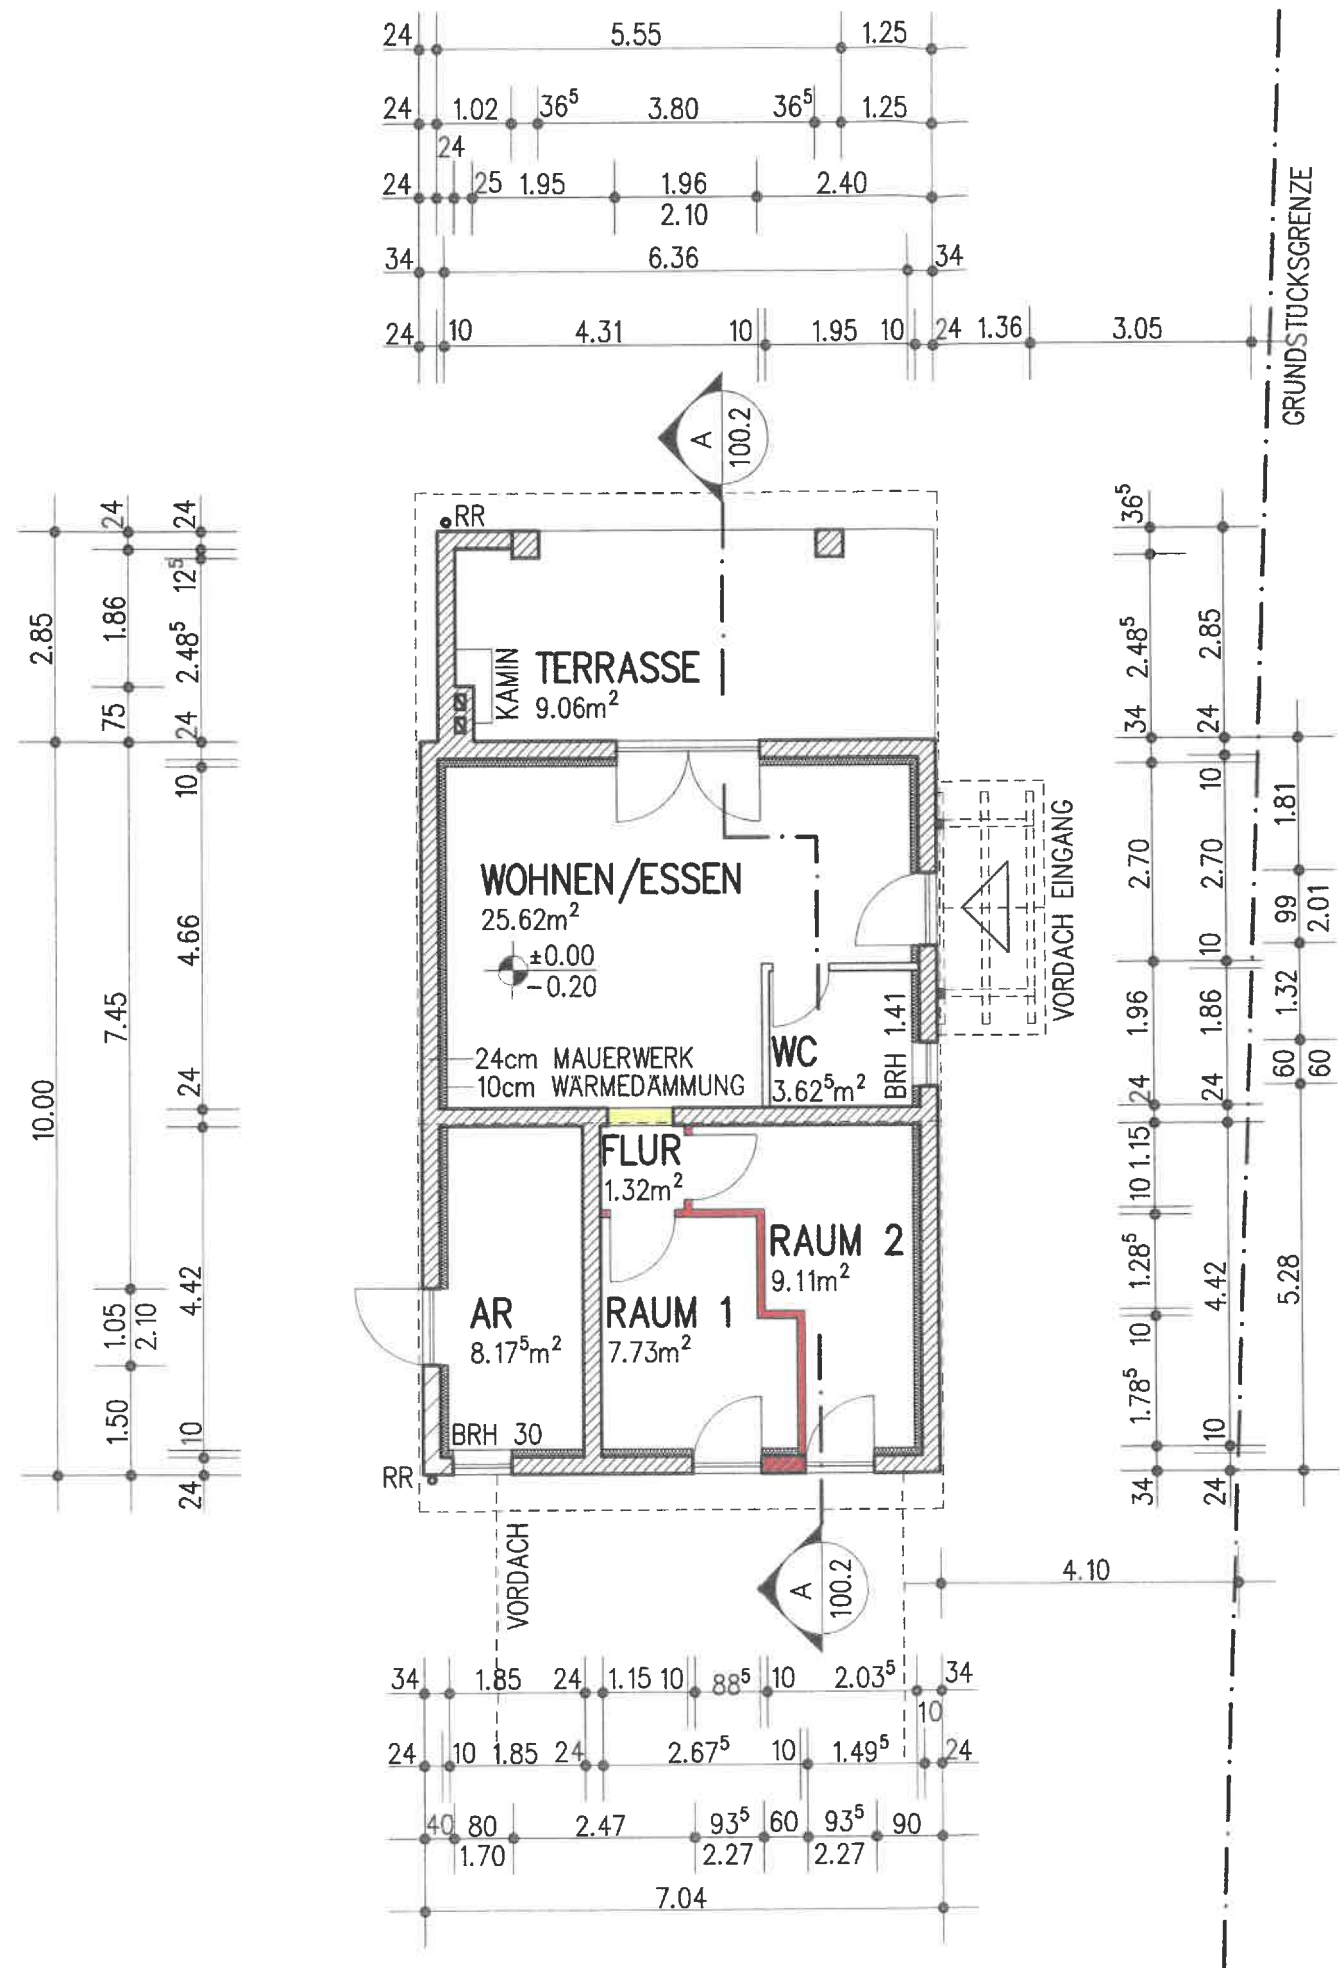 24 5.55 1.25
24 1.02 36⁵ 3.80 36⁵ 1.25
24
24 25 1.95 1.96 2.40
2.10
34 6.36 34
24 10 4.31 10 1.95 10 24 1.36 3.05
GRUNDSTÜCKSGRENZE
A
100.2
2.85
10.00
24
1.86
75
7.45
1.05
2.10
1.50
24
12⁵
2.48⁵
24
10
4.66
24
4.42
10
24
RR
KAMIN
TERRASSE
9.06m²
WOHNEN/ESSEN
25.62m²
±0.00
-0.20
24cm MAUERWERK
10cm WÄRMEDÄMMUNG
WC
3.62⁵m²
BRH 1.41
VORDACH EINGANG
FLUR
1.32m²
RAUM 2
9.11m²
AR
8.17⁵m²
RAUM 1
7.73m²
BRH 30
RR
VORDACH
36⁵
2.48⁵
34
2.70
1.96
24
1.15
10
1.28⁵
10
1.78⁵
34
2.85
24
10
2.70
10
1.86
24
4.42
10
24
1.81
99
2.01
1.32
60
60
5.28
4.10
A
100.2
34 1.85 24 1.15 10 88⁵ 10 2.03⁵ 34
10
24 10 1.85 24 2.67⁵ 10 1.49⁵ 24
40 80 2.47 93⁵ 60 93⁵ 90
1.70 2.27 2.27
7.04